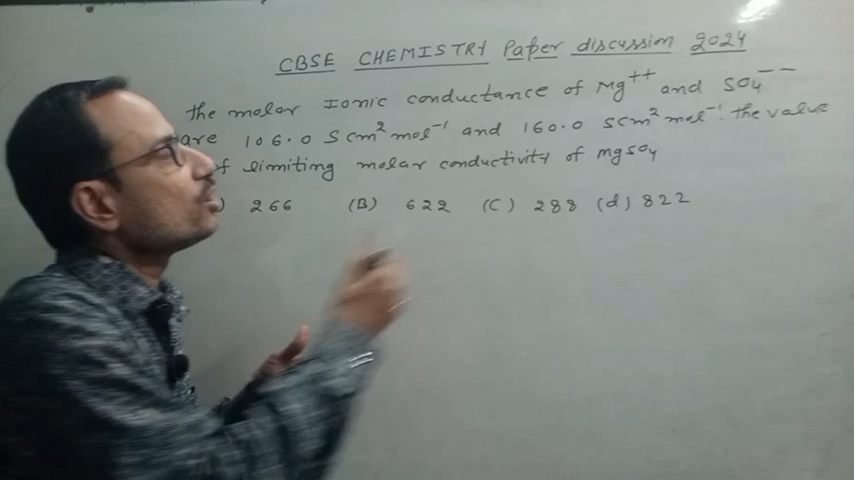 CBSE CHEMISTRY Paper discussion 2024
the molar Ionic conductance of Mg⁺⁺ and SO₄⁻⁻
are 106.0 S cm² mol⁻¹ and 160.0 S cm² mol⁻¹. the value
of limiting molar conductivity of mgso₄
) 266 (B) 622 (C) 288 (d) 822